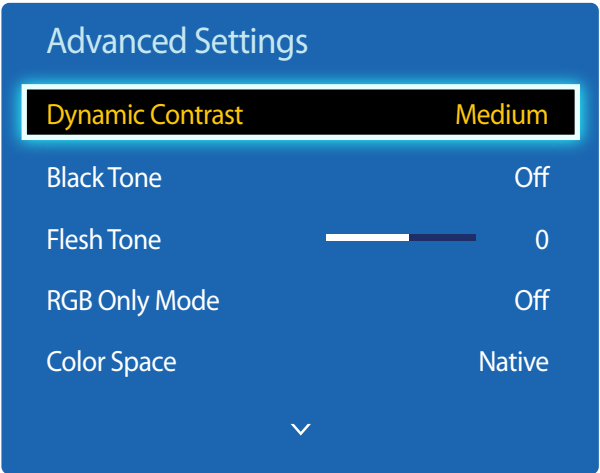 Advanced Settings
Dynamic Contrast Medium
Black Tone Off
Flesh Tone 0
RGB Only Mode Off
Color Space Native